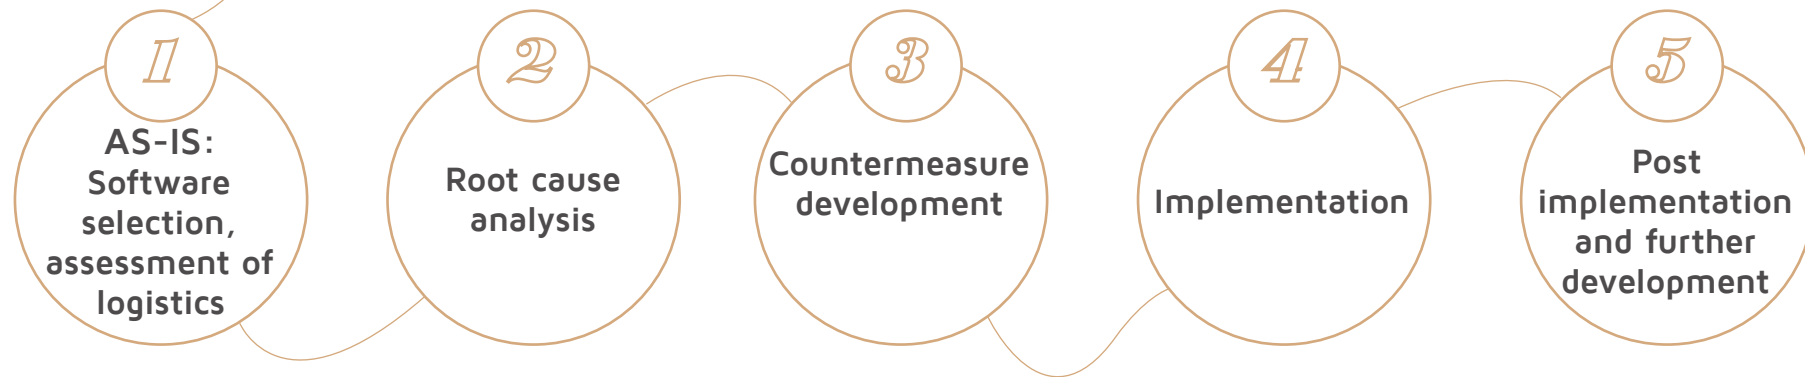 1
AS-IS:
Software
selection,
assessment of
logistics
2
Root cause
analysis
3
Countermeasure
development
4
Implementation
5
Post
implementation
and further
development